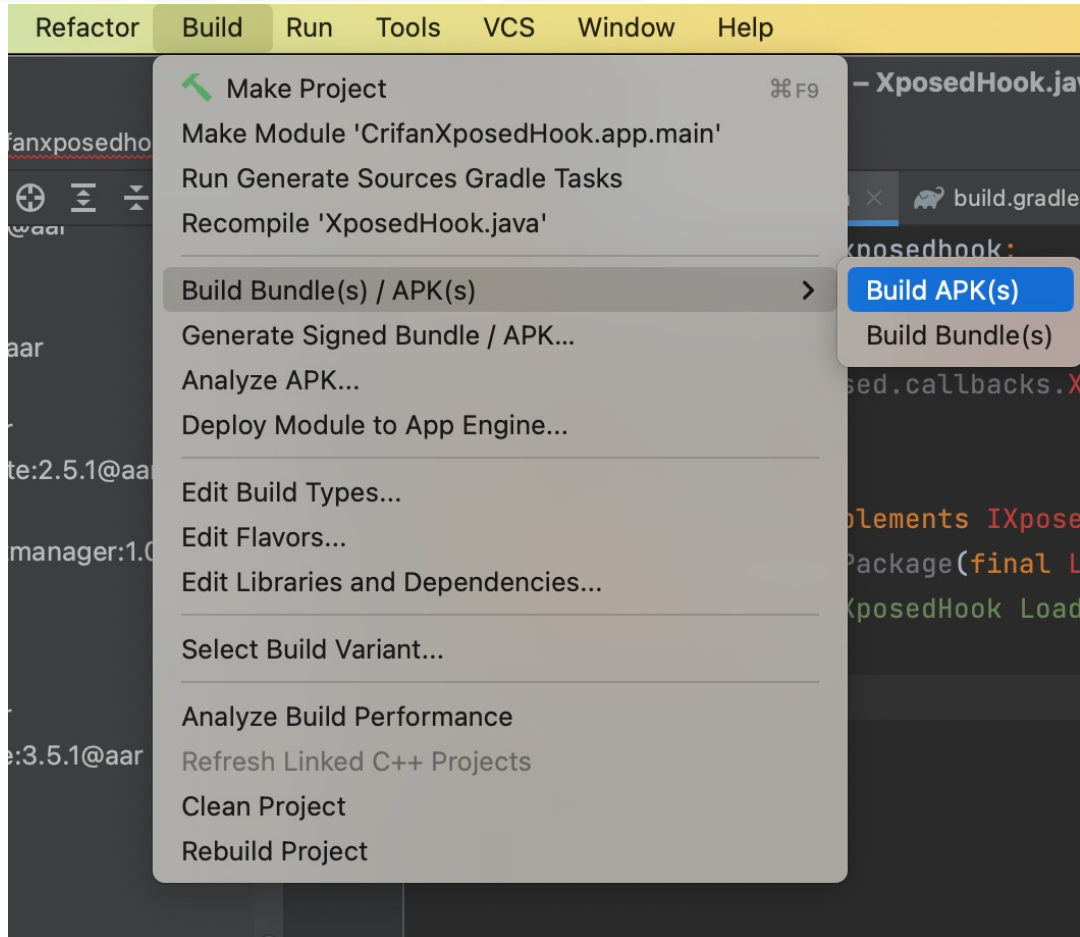 Refactor Build Run Tools VCS Window Help
Make Project ⌘F9
– XposedHook.jav
Make Module 'CrifanXposedHook.app.main'
fanxposedho
Run Generate Sources Gradle Tasks
build.gradle
Recompile 'XposedHook.java'
@aar
xposedhook;
Build Bundle(s) / APK(s)
Build APK(s)
Generate Signed Bundle / APK...
Build Bundle(s)
aar
Analyze APK...
sed.callbacks.X
Deploy Module to App Engine...
te:2.5.1@aar
Edit Build Types...
plements IXpose
Edit Flavors...
tmanager:1.0
Package(final L
Edit Libraries and Dependencies...
XposedHook Load
Select Build Variant...
Analyze Build Performance
e:3.5.1@aar
Refresh Linked C++ Projects
Clean Project
Rebuild Project